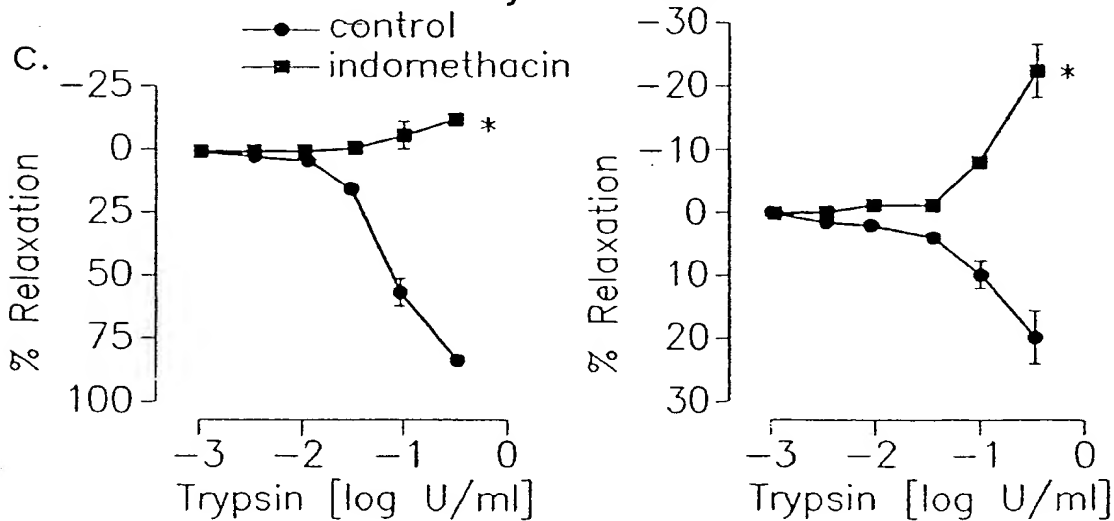 C.
control
indomethacin
-25
0
25
50
75
100
% Relaxation
-3 -2 -1 0
Trypsin [log U/ml]
*
-30
-20
-10
0
10
20
30
% Relaxation
-3 -2 -1 0
Trypsin [log U/ml]
*